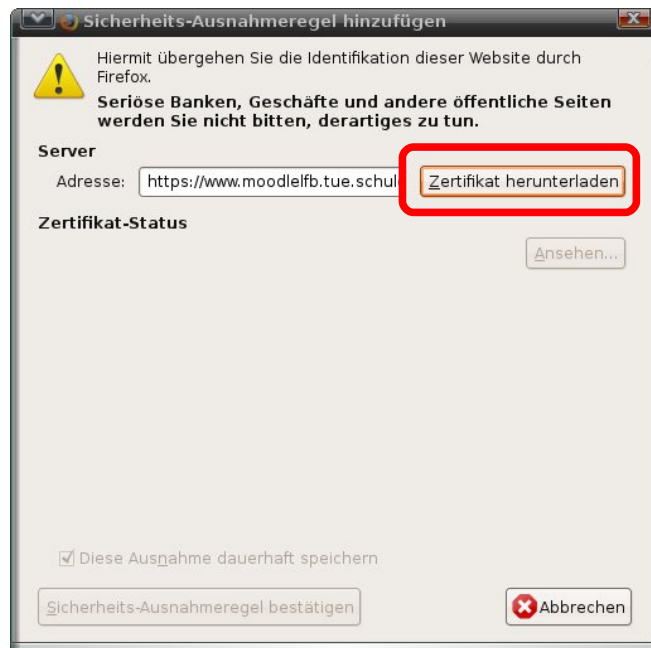 Sicherheits-Ausnahmeregel hinzufügen
Hiermit übergehen Sie die Identifikation dieser Website durch
Firefox.
Seriöse Banken, Geschäfte und andere öffentliche Seiten
werden Sie nicht bitten, derartiges zu tun.
Server
Adresse: https://www.moodlelfb.tue.schul Zertifikat herunterladen
Zertifikat-Status
Ansehen...
Diese Ausnahme dauerhaft speichern
Sicherheits-Ausnahmeregel bestätigen Abbrechen